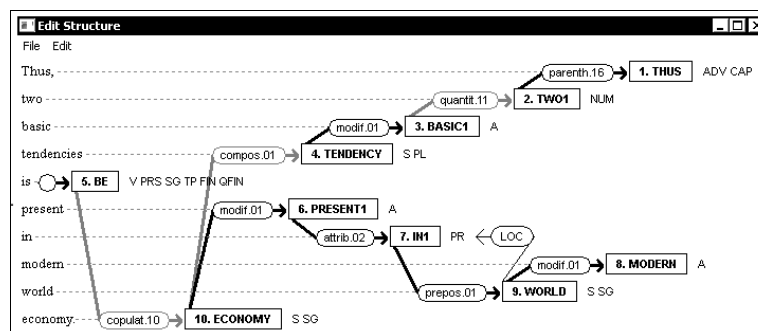 Edit Structure
File Edit
Thus, parenth.16 1. THUS ADV CAP
two quantit.11 2. TWO1 NUM
basic modif.01 3. BASIC1 A
tendencies compos.01 4. TENDENCY S PL
is 5. BE V PRS SG TP FIN QFIN
present modif.01 6. PRESENT1 A
in attrib.02 7. IN1 PR LOC
modern modif.01 8. MODERN A
world prepos.01 9. WORLD S SG
economy. copulat.10 10. ECONOMY S SG